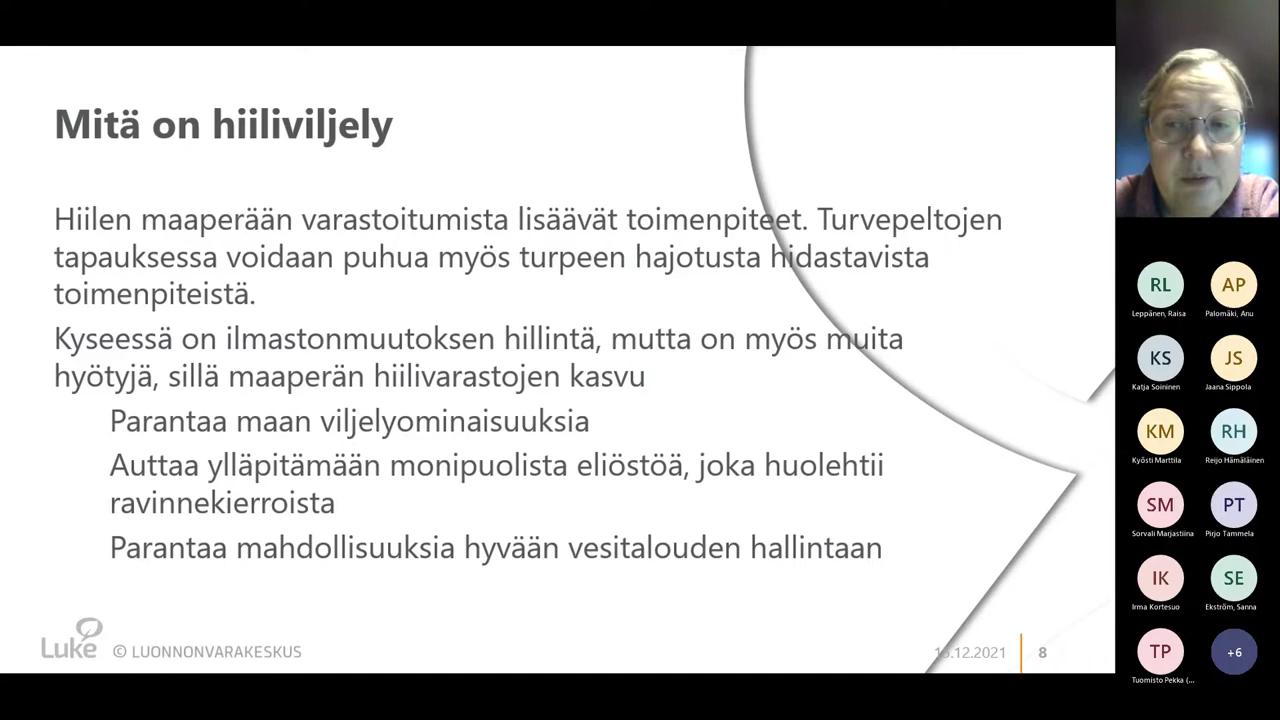 Mitä on hiiliviljely
Hiilen maaperään varastoitumista lisäävät toimenpiteet. Turvepeltojen
tapauksessa voidaan puhua myös turpeen hajotusta hidastavista
toimenpiteistä.
Kyseessä on ilmastonmuutoksen hillintä, mutta on myös muita
hyötyjä, sillä maaperän hiilivarastojen kasvu
Parantaa maan viljelyominaisuuksia
Auttaa ylläpitämään monipuolista eliöstöä, joka huolehtii
ravinnekierroista
Parantaa mahdollisuuksia hyvään vesitalouden hallintaan
Luke © LUONNONVARAKESKUS
.12.2021 8
RL AP
Leppänen, Raisa Palomäki, Anu
KS JS
Katja Soininen Jaana Sippola
KM RH
Kyösti Marttila Reijo Hämäläinen
SM PT
Sorvali Marjastiina Pirjo Tammela
IK SE
Irma Kortesuo Ekström, Sanna
TP +6
Tuomisto Pekka (...